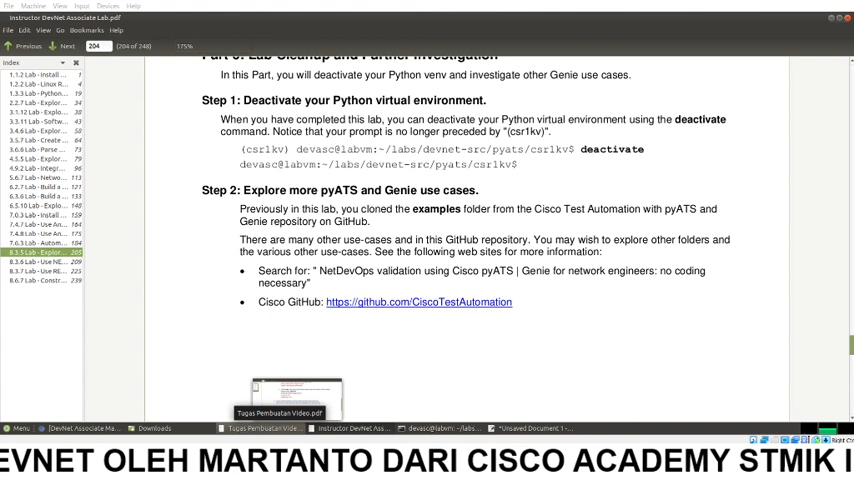 File Machine View Input Devices Help
Instructor DevNet Associate Lab.pdf
File Edit View Go Bookmarks Help
Previous Next 204 (204 of 248) 175%
Index
1.1.2 Lab - Install ... 1
1.2.2 Lab - Linux R... 4
1.3.3 Lab - Python... 19
2.2.7 Lab - Explor... 34
3.1.12 Lab - Explo... 38
3.3.11 Lab - Softw... 43
3.4.6 Lab - Explor... 58
3.5.7 Lab - Create ... 64
3.6.6 Lab - Parse ... 73
4.5.5 Lab - Explor... 79
4.9.2 Lab - Integr... 96
5.6.7 Lab - Netwo... 113
6.2.7 Lab - Build a ... 121
6.3.6 Lab - Build a ... 133
6.5.10 Lab - Explo... 148
7.0.3 Lab - Install ... 159
7.4.7 Lab - Use An... 164
7.4.8 Lab - Use An... 175
7.6.3 Lab - Autom... 184
8.3.5 Lab - Explor... 205
8.3.6 Lab - Use NE... 209
8.3.7 Lab - Use RE... 225
8.6.7 Lab - Constr... 239
Lab Cleanup and Further Investigation
In this Part, you will deactivate your Python venv and investigate other Genie use cases.
Step 1: Deactivate your Python virtual environment.
When you have completed this lab, you can deactivate your Python virtual environment using the deactivate
command. Notice that your prompt is no longer preceded by "(csr1kv)".
(csr1kv) devasc@labvm:~/labs/devnet-src/pyats/csr1kv$ deactivate
devasc@labvm:~/labs/devnet-src/pyats/csr1kv$
Step 2: Explore more pyATS and Genie use cases.
Previously in this lab, you cloned the examples folder from the Cisco Test Automation with pyATS and
Genie repository on GitHub.
There are many other use-cases and in this GitHub repository. You may wish to explore other folders and
the various other use-cases. See the following web sites for more information:
• Search for: " NetDevOps validation using Cisco pyATS | Genie for network engineers: no coding
necessary"
• Cisco GitHub: https://github.com/CiscoTestAutomation
Tugas Pembuatan Video.pdf
Menu [DevNet Associate Ma... Downloads Tugas Pembuatan Vide... Instructor DevNet Ass... devasc@labvm: ~/labs... *Unsaved Document 1 -...
Right C
EVNET OLEH MARTANTO DARI CISCO ACADEMY STMIK I